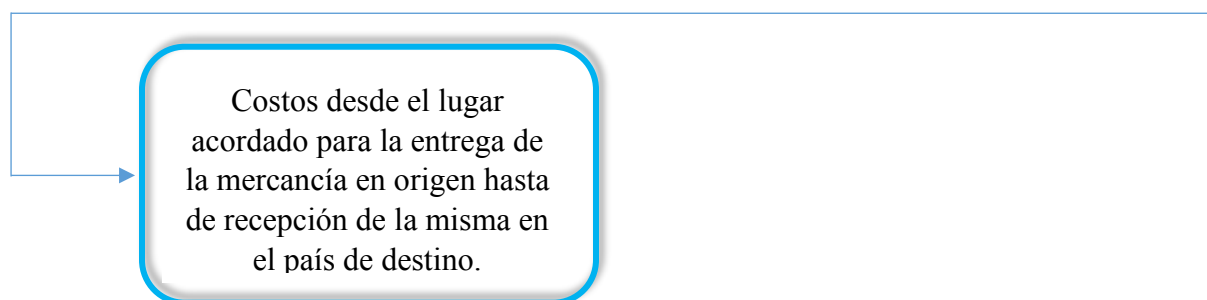 Costos desde el lugar
acordado para la entrega de
la mercancía en origen hasta
de recepción de la misma en
el país de destino.